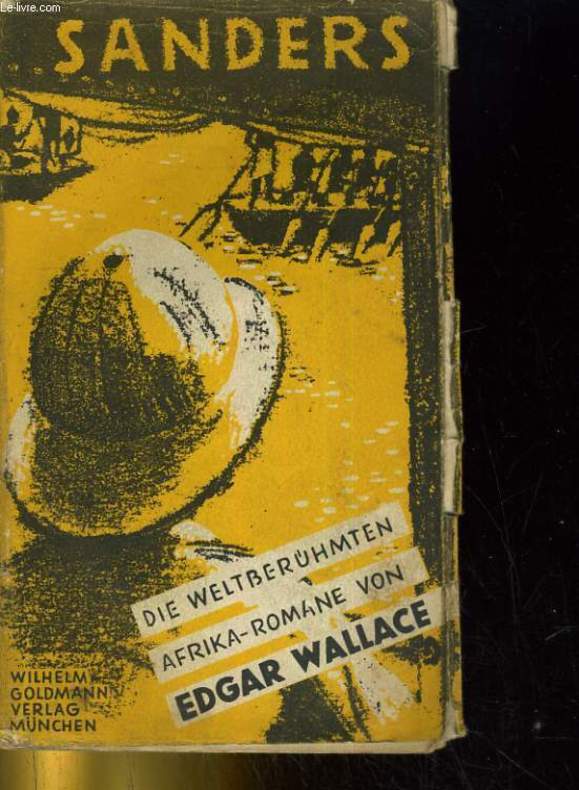 Le-livre.com
SANDERS
DIE WELTBERÜHMTEN
AFRIKA-ROMANE VON
EDGAR WALLACE
WILHELM
GOLDMANN
VERLAG
MÜNCHEN